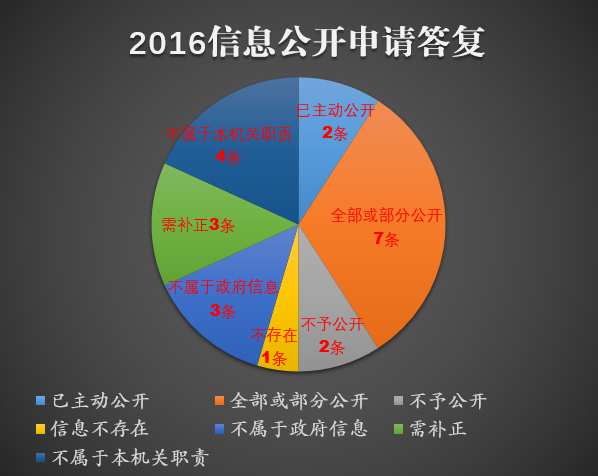 2016信息公开申请答复
已主动公开
2条
不属于本机关职责
4条
全部或部分公开
7条
需补正3条
不属于政府信息
3条
不予公开
2条
不存在
1条
已主动公开
全部或部分公开
不予公开
信息不存在
不属于政府信息
需补正
不属于本机关职责